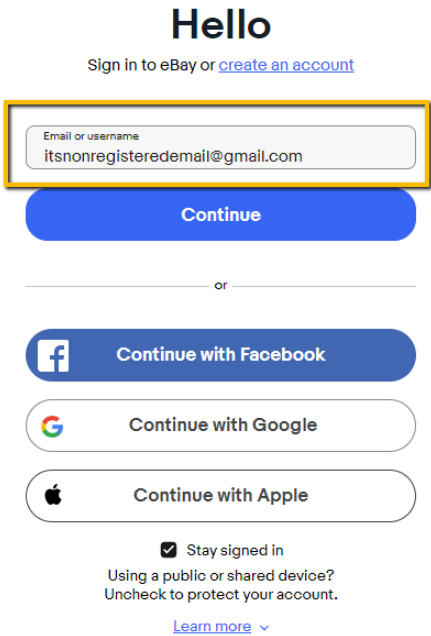 Hello
Sign in to eBay or create an account
Email or username
itsnonregisteredemail@gmail.com
Continue
or
Continue with Facebook
Continue with Google
Continue with Apple
Stay signed in
Using a public or shared device?
Uncheck to protect your account.
Learn more